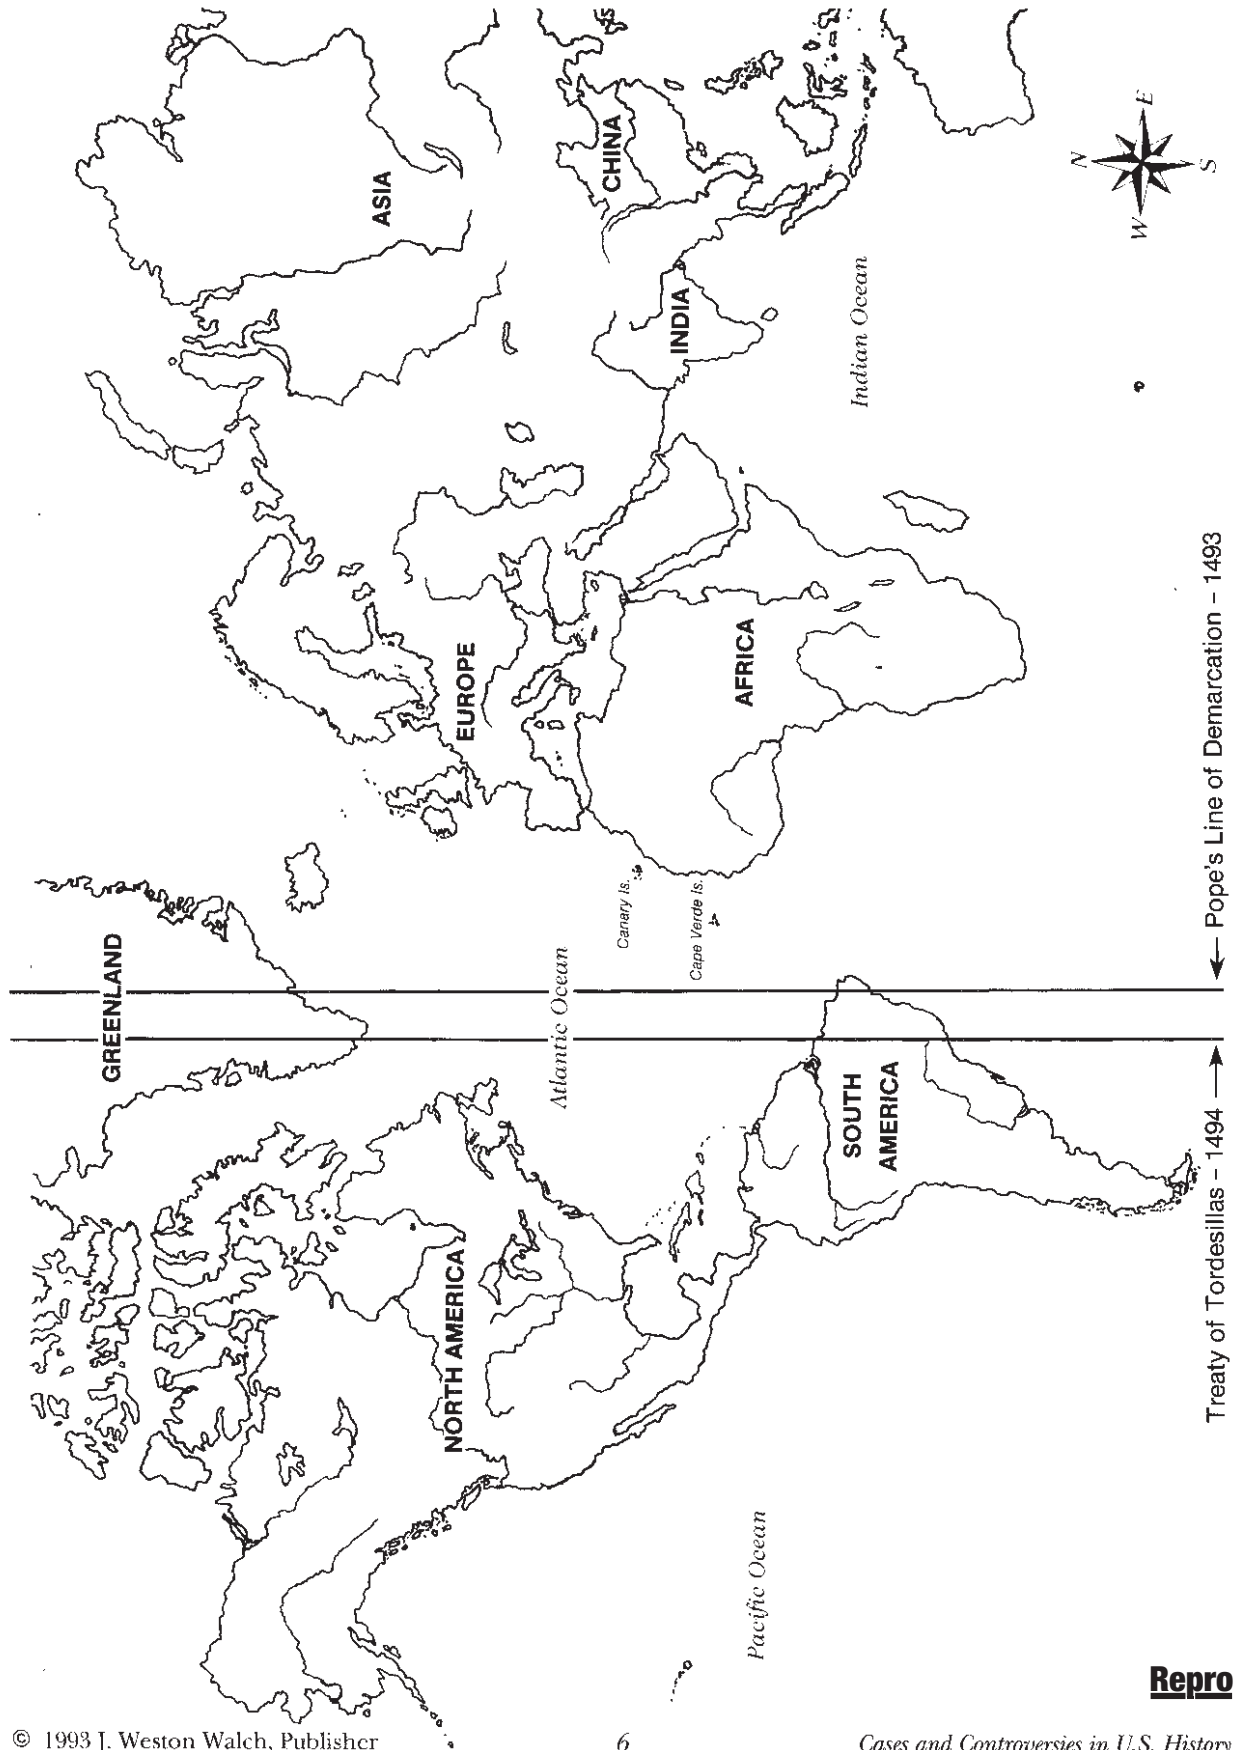 GREENLAND
NORTH AMERICA
EUROPE
ASIA
CHINA
INDIA
AFRICA
SOUTH
AMERICA
Atlantic Ocean
Pacific Ocean
Indian Ocean
Canary Is.
Cape Verde Is.
N
E
S
W
Treaty of Tordesillas – 1494 →
← Pope's Line of Demarcation – 1493
Repro
© 1993 J. Weston Walch, Publisher
6
Cases and Controversies in U.S. History